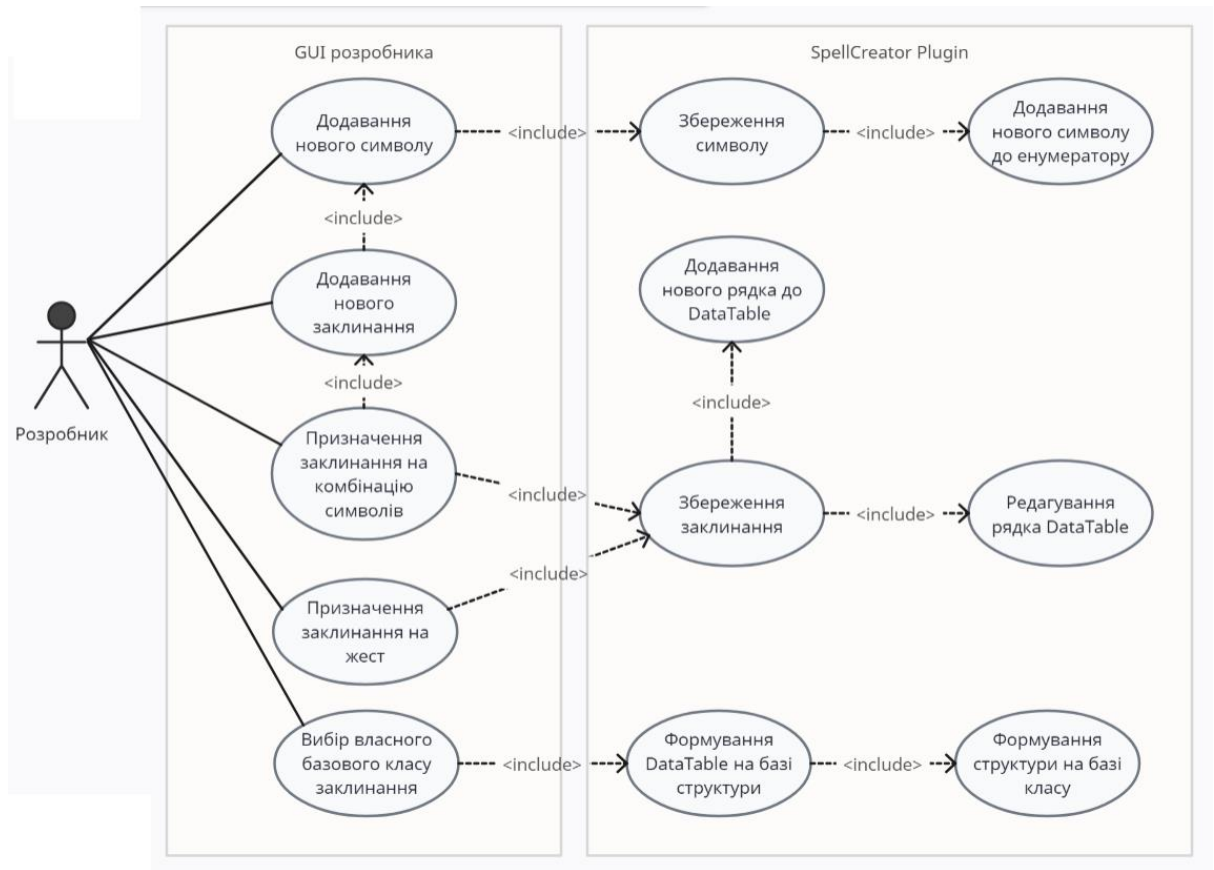 GUI розробника
SpellCreator Plugin
Додавання
нового символу
<include>
Збереження
символу
<include>
Додавання
нового символу
до енумератору
<include>
Додавання
нового
заклинання
Додавання
нового рядка до
DataTable
<include>
<include>
Розробник
Призначення
заклинання на
комбінацію
символів
<include>
Збереження
заклинання
<include>
Редагування
рядка DataTable
<include>
Призначення
заклинання на
жест
Вибір власного
базового класу
заклинання
<include>
Формування
DataTable на базі
структури
<include>
Формування
структури на базі
класу